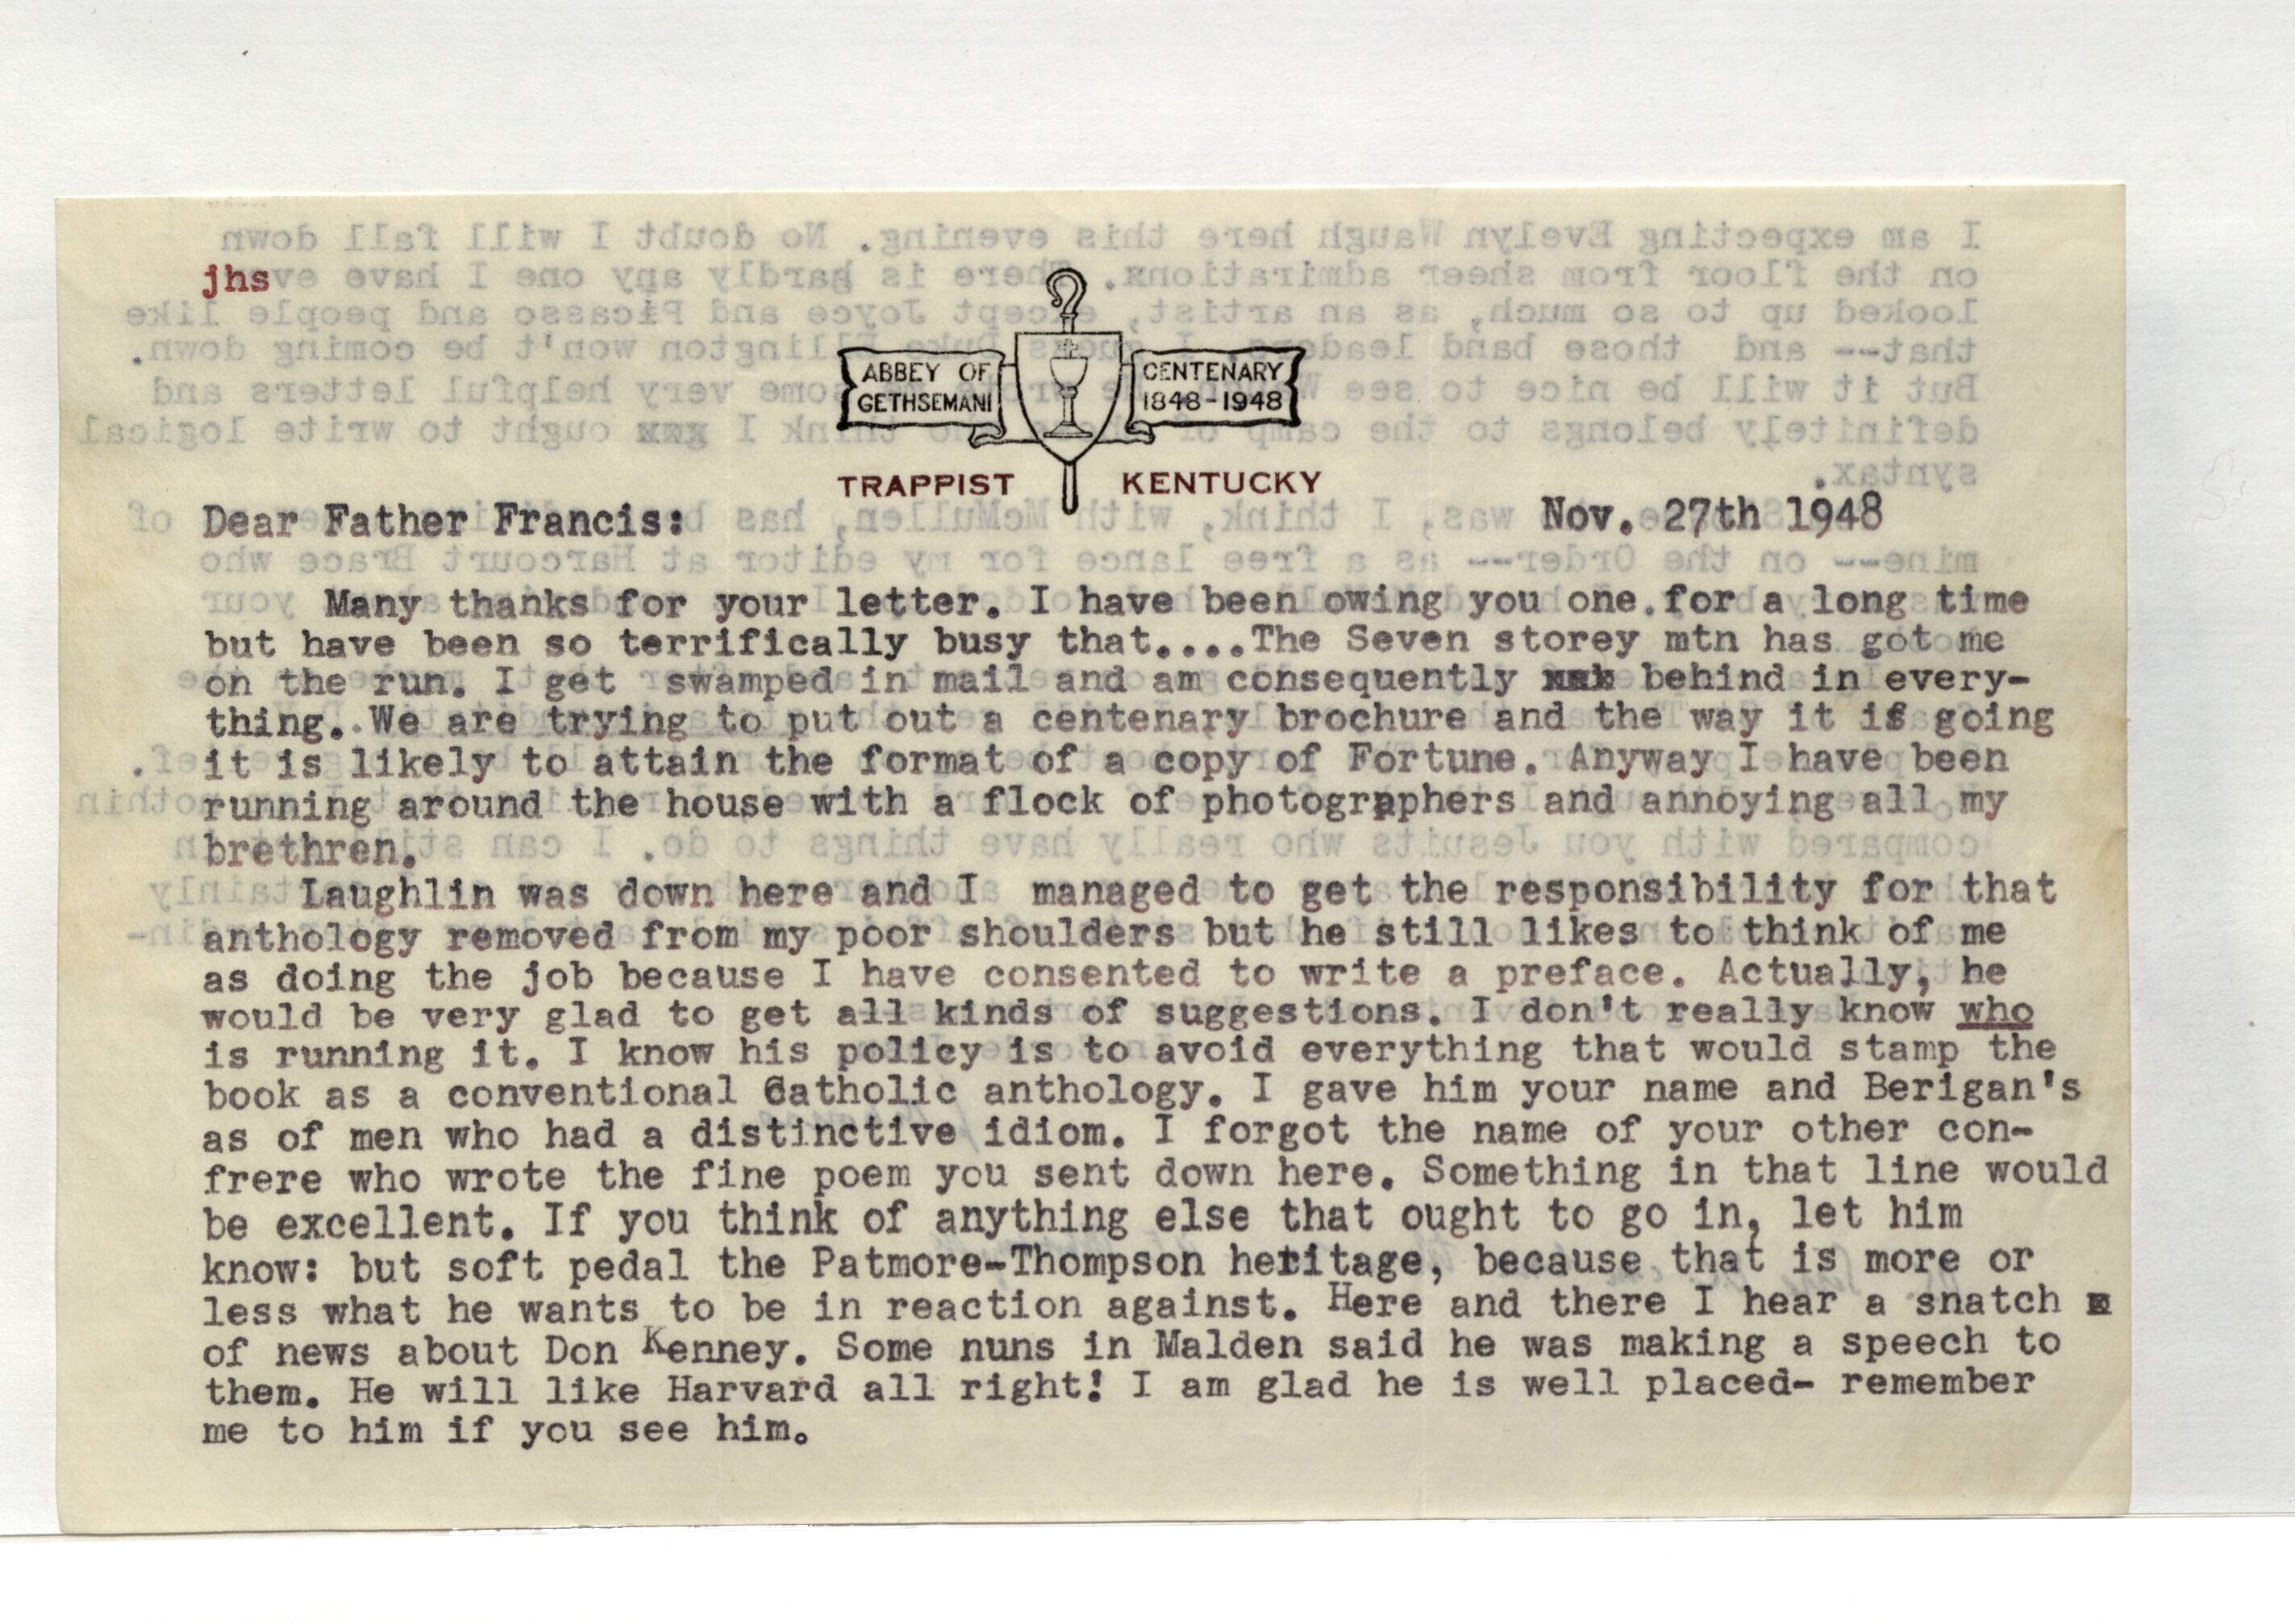 jhs
ABBEY OF GETHSEMANI
CENTENARY 1848-1948
TRAPPIST KENTUCKY
Dear Father Francis: Nov. 27th 1948
Many thanks for your letter. I have been owing you one for a long time
but have been so terrifically busy that....The Seven storey mtn has got me
on the run. I get swamped in mail and am consequently behind in every-
thing. We are trying to put out a centenary brochure and the way it is going
it is likely to attain the format of a copy of Fortune. Anyway I have been
running around the house with a flock of photographers and annoying all my
brethren.
Laughlin was down here and I managed to get the responsibility for that
anthology removed from my poor shoulders but he still likes to think of me
as doing the job because I have consented to write a preface. Actually, he
would be very glad to get all kinds of suggestions. I don't really know who
is running it. I know his policy is to avoid everything that would stamp the
book as a conventional Catholic anthology. I gave him your name and Berigan's
as of men who had a distinctive idiom. I forgot the name of your other con-
frere who wrote the fine poem you sent down here. Something in that line would
be excellent. If you think of anything else that ought to go in, let him
know: but soft pedal the Patmore-Thompson heritage, because that is more or
less what he wants to be in reaction against. Here and there I hear a snatch
of news about Don Kenney. Some nuns in Malden said he was making a speech to
them. He will like Harvard all right! I am glad he is well placed- remember
me to him if you see him.